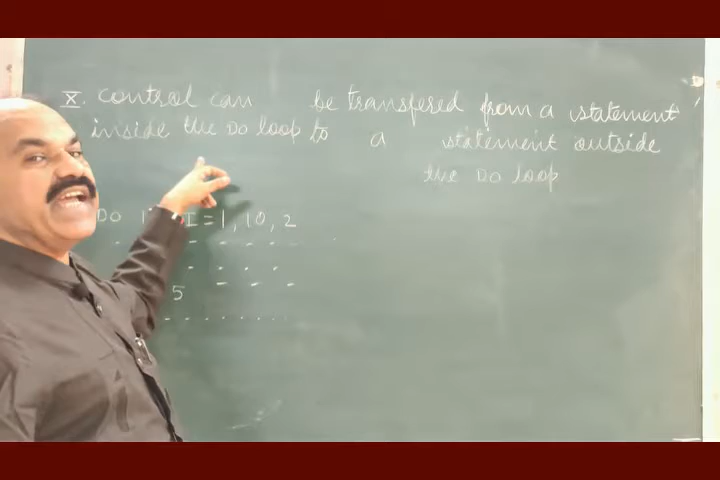 X. Control can be transfered from a statement
inside the Do loop to a statement outside
the Do loop
DO 1 I = 1, 10, 2
5